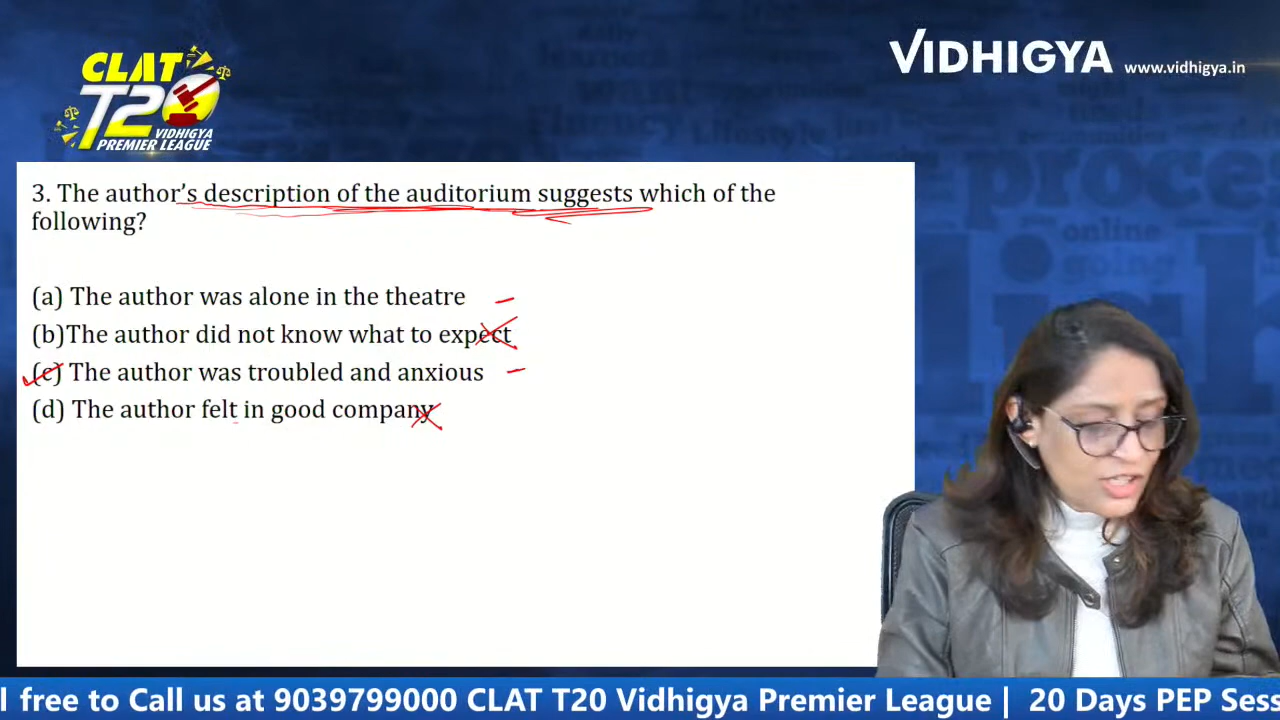 CLAT
T20
VIDHIGYA
PREMIER LEAGUE
VIDHIGYA www.vidhigya.in
3. The author's description of the auditorium suggests which of the
following?
(a) The author was alone in the theatre
(b)The author did not know what to expect
(c) The author was troubled and anxious
(d) The author felt in good company
online
going
process
l free to Call us at 9039799000 CLAT T20 Vidhigya Premier League | 20 Days PEP Sess